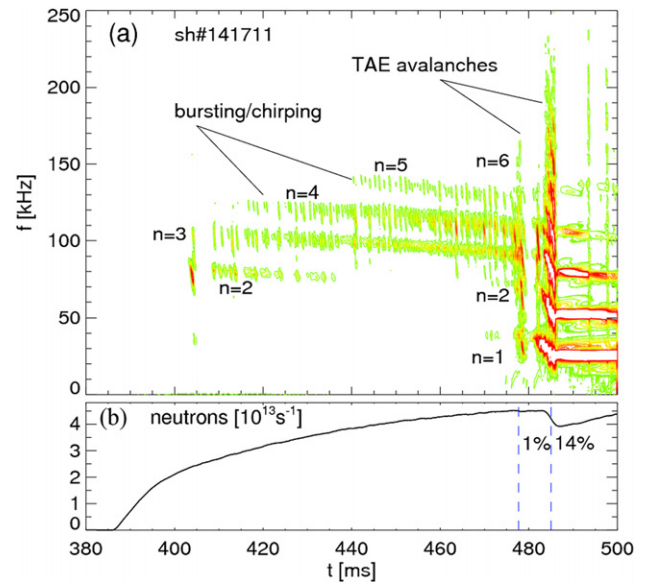 (a) sh#141711
250
TAE avalanches
200
bursting/chirping
n=5 n=6
150
n=4
n=3
f [kHz]
100
n=2 n=2
50
n=1
0
(b) neutrons [10¹³s⁻¹]
4
3
1% 14%
2
1
0
380 400 420 440 460 480 500
t [ms]